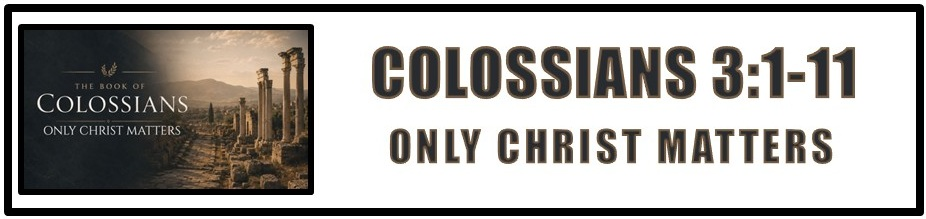 THE BOOK OF
COLOSSIANS
ONLY CHRIST MATTERS
COLOSSIANS 3:1-11
ONLY CHRIST MATTERS